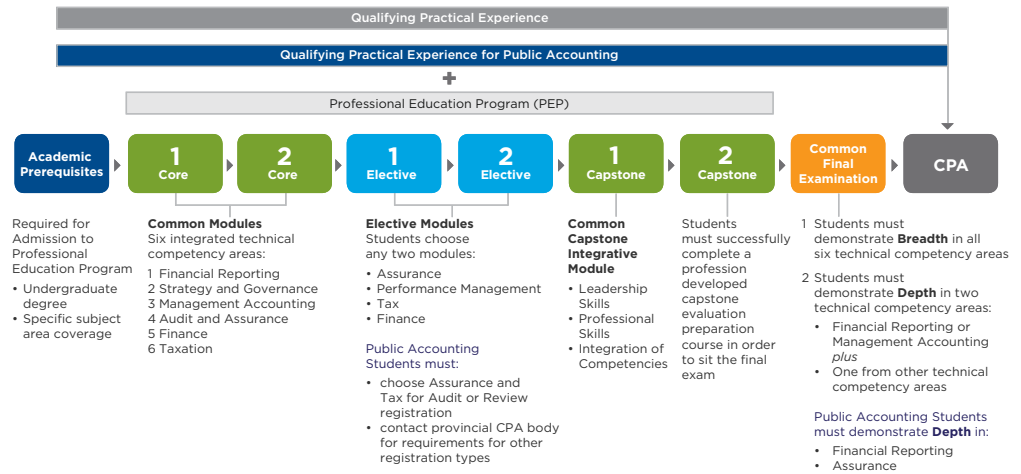 Qualifying Practical Experience
Qualifying Practical Experience for Public Accounting
+
Professional Education Program (PEP)
Academic
Prerequisites
1
Core
2
Core
1
Elective
2
Elective
1
Capstone
2
Capstone
Common
Final
Examination
CPA
Required for
Admission to
Professional
Education Program
• Undergraduate
degree
• Specific subject
area coverage
Common Modules
Six integrated technical
competency areas:
1 Financial Reporting
2 Strategy and Governance
3 Management Accounting
4 Audit and Assurance
5 Finance
6 Taxation
Elective Modules
Students choose
any two modules:
• Assurance
• Performance Management
• Tax
• Finance
Public Accounting
Students must:
• choose Assurance and
Tax for Audit or Review
registration
• contact provincial CPA body
for requirements for other
registration types
Common
Capstone
Integrative
Module
• Leadership
Skills
• Professional
Skills
• Integration of
Competencies
Students
must successfully
complete a
profession
developed
capstone
evaluation
preparation
course in order
to sit the final
exam
1 Students must
demonstrate Breadth in all
six technical competency areas
2 Students must
demonstrate Depth in two
technical competency areas:
• Financial Reporting or
Management Accounting
plus
• One from other technical
competency areas
Public Accounting Students
must demonstrate Depth in:
• Financial Reporting
• Assurance